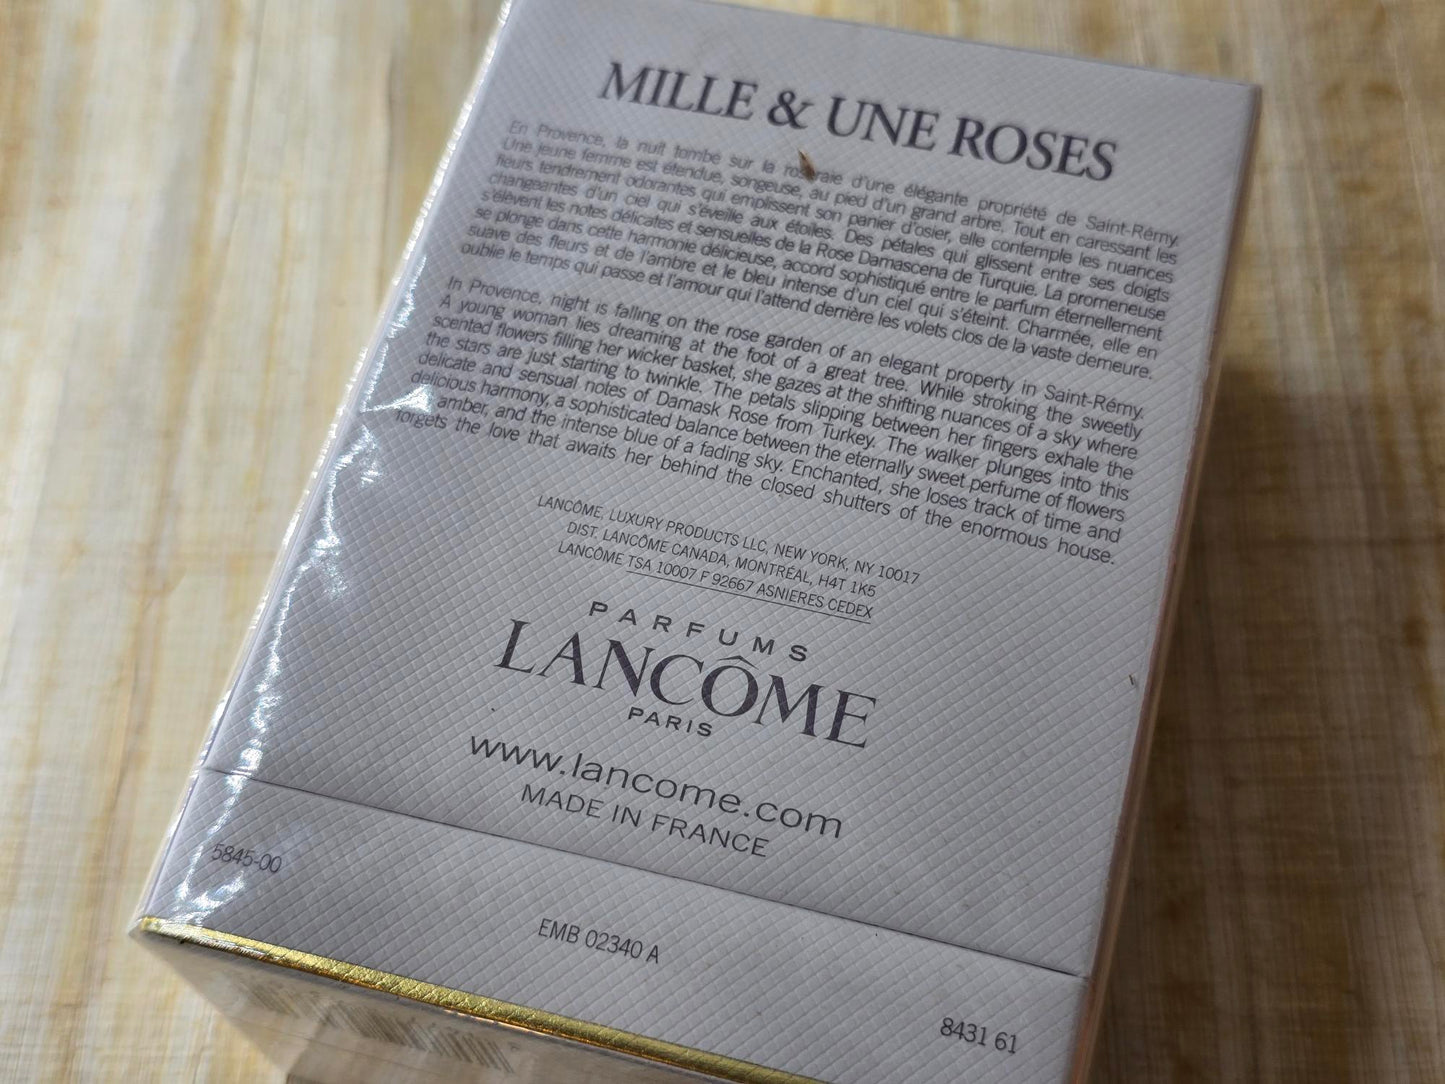 MILLE & UNE ROSES
En Provence, la nuit tombe sur la roseraie d'une élégante propriété de Saint-Rémy.
Une jeune femme est étendue, songeuse, au pied d'un grand arbre. Tout en caressant les
fleurs tendrement odorantes qui emplissent son panier d'osier, elle contemple les nuances
changeantes d'un ciel qui s'éveille aux étoiles. Des pétales qui glissent entre ses doigts
s'élèvent les notes délicates et sensuelles de la Rose Damascena de Turquie. La promeneuse
se plonge dans cette harmonie délicieuse, accord sophistiqué entre le parfum éternellement
suave des fleurs et de l'ambre et le bleu intense d'un ciel qui s'éteint. Charmée, elle en
oublie le temps qui passe et l'amour qui l'attend derrière les volets clos de la vaste demeure.
In Provence, night is falling on the rose garden of an elegant property in Saint-Rémy.
A young woman lies dreaming at the foot of a great tree. While stroking the sweetly
scented flowers filling her wicker basket, she gazes at the shifting nuances of a sky where
the stars are just starting to twinkle. The petals slipping between her fingers exhale the
delicate and sensual notes of Damask Rose from Turkey. The walker plunges into this
delicious harmony, a sophisticated balance between the eternally sweet perfume of flowers
amber, and the intense blue of a fading sky. Enchanted, she loses track of time and
forgets the love that awaits her behind the closed shutters of the enormous house.
LANCÔME, LUXURY PRODUCTS LLC, NEW YORK, NY 10017
DIST. LANCÔME CANADA, MONTRÉAL, H4T 1K5
LANCÔME TSA 10007 F 92667 ASNIERES CEDEX
PARFUMS
LANCÔME
PARIS
www.lancome.com
MADE IN FRANCE
5845-00
EMB 02340 A
8431 61